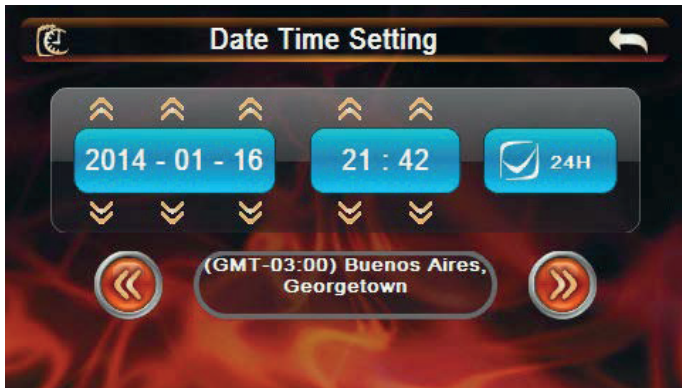 Date Time Setting
2014 - 01 - 16
21 : 42
24H
(GMT-03:00) Buenos Aires,
Georgetown